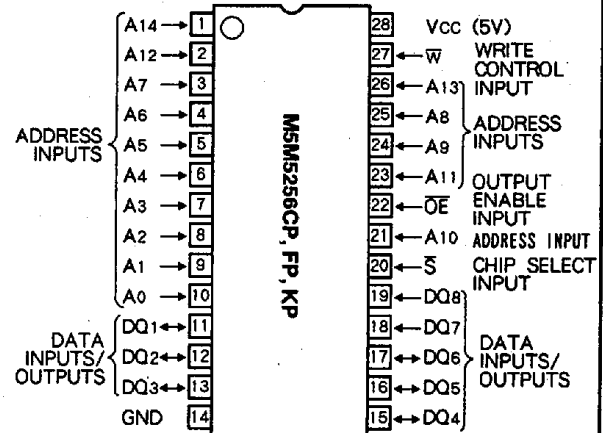 A14 1
A12 2
A7 3
A6 4
A5 5
A4 6
A3 7
A2 8
A1 9
A0 10
DQ1 11
DQ2 12
DQ3 13
GND 14
ADDRESS
INPUTS
DATA
INPUTS/
OUTPUTS
M5M5256CP, FP, KP
28 VCC (5V)
27 W
26 A13
25 A8
24 A9
23 A11
22 OE
21 A10
20 S
19 DQ8
18 DQ7
17 DQ6
16 DQ5
15 DQ4
WRITE
CONTROL
INPUT
ADDRESS
INPUTS
OUTPUT
ENABLE
INPUT
ADDRESS INPUT
CHIP SELECT
INPUT
DATA
INPUTS/
OUTPUTS